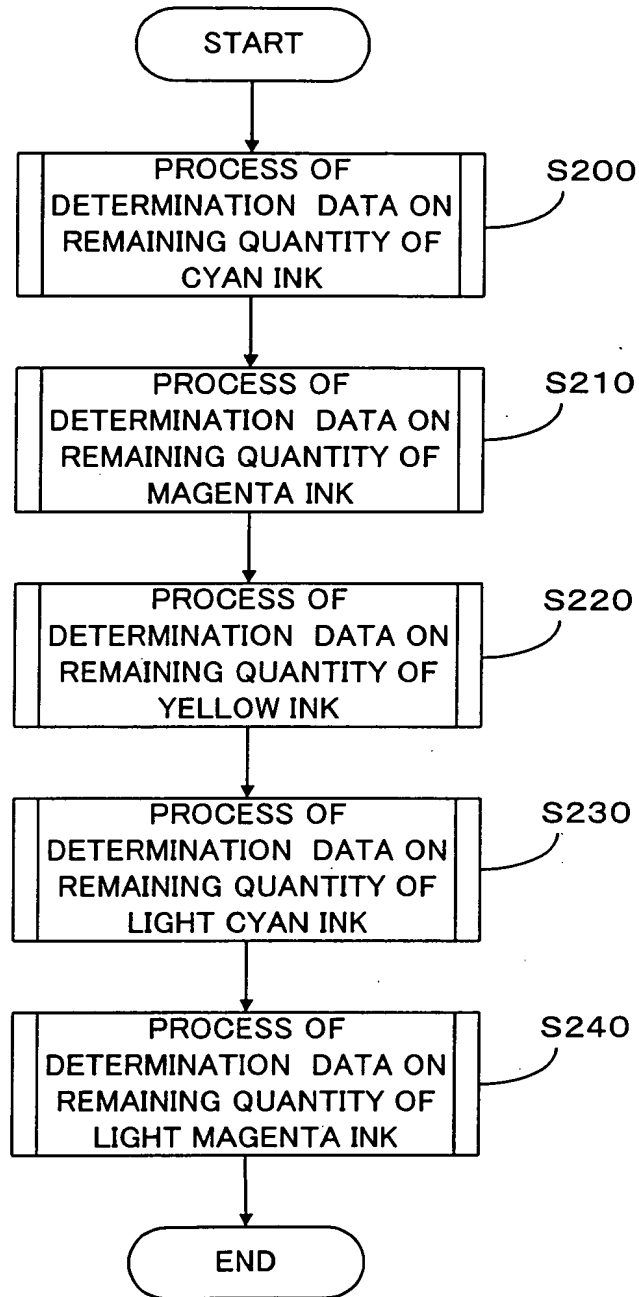 START
PROCESS OF
DETERMINATION DATA ON
REMAINING QUANTITY OF
CYAN INK
S200
PROCESS OF
DETERMINATION DATA ON
REMAINING QUANTITY OF
MAGENTA INK
S210
PROCESS OF
DETERMINATION DATA ON
REMAINING QUANTITY OF
YELLOW INK
S220
PROCESS OF
DETERMINATION DATA ON
REMAINING QUANTITY OF
LIGHT CYAN INK
S230
PROCESS OF
DETERMINATION DATA ON
REMAINING QUANTITY OF
LIGHT MAGENTA INK
S240
END